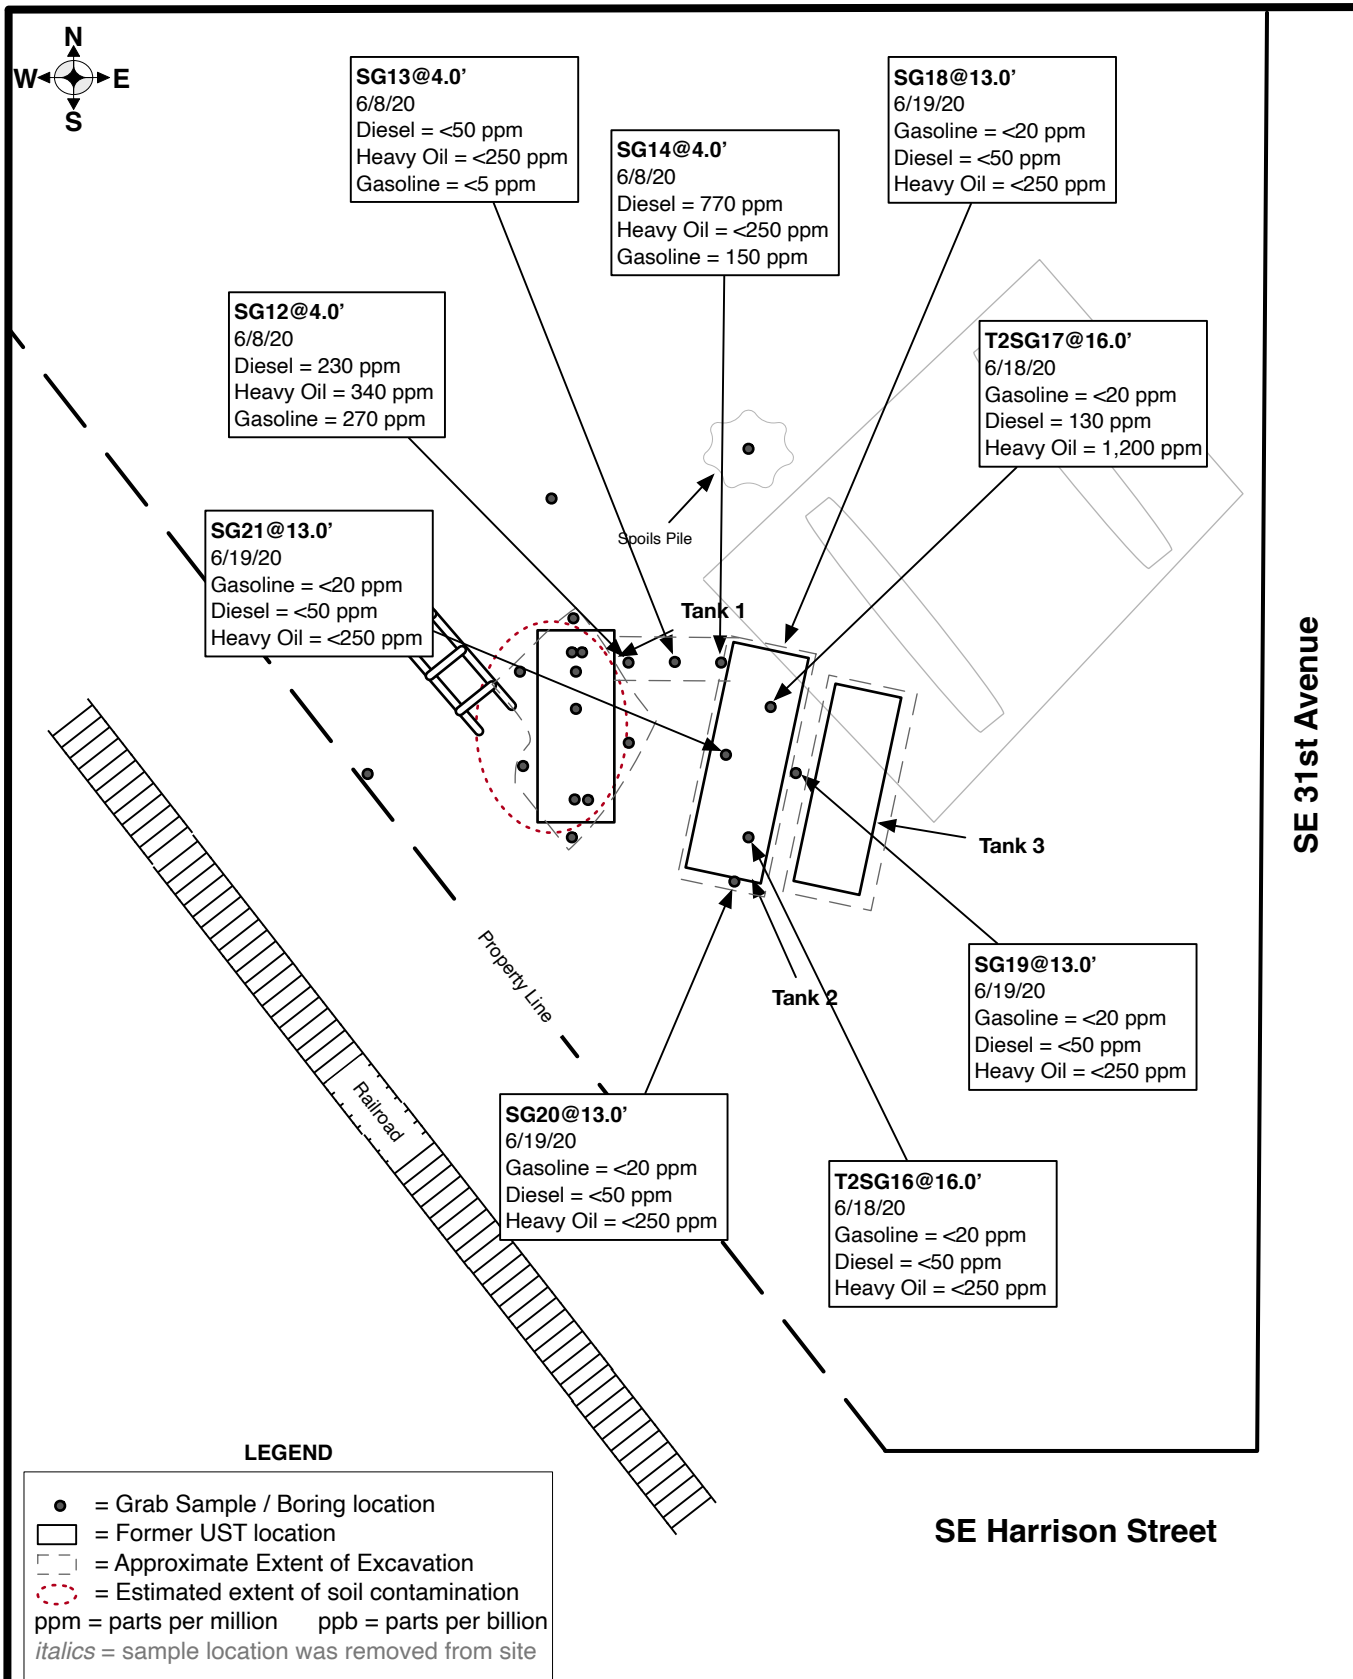 N
W E
S
SG13@4.0’
6/8/20
Diesel = <50 ppm
Heavy Oil = <250 ppm
Gasoline = <5 ppm
SG14@4.0’
6/8/20
Diesel = 770 ppm
Heavy Oil = <250 ppm
Gasoline = 150 ppm
SG18@13.0’
6/19/20
Gasoline = <20 ppm
Diesel = <50 ppm
Heavy Oil = <250 ppm
SG12@4.0’
6/8/20
Diesel = 230 ppm
Heavy Oil = 340 ppm
Gasoline = 270 ppm
T2SG17@16.0’
6/18/20
Gasoline = <20 ppm
Diesel = 130 ppm
Heavy Oil = 1,200 ppm
SG21@13.0’
6/19/20
Gasoline = <20 ppm
Diesel = <50 ppm
Heavy Oil = <250 ppm
Spoils Pile
Tank 1
SE 31st Avenue
Tank 3
Property Line
Tank 2
SG19@13.0’
6/19/20
Gasoline = <20 ppm
Diesel = <50 ppm
Heavy Oil = <250 ppm
Railroad
SG20@13.0’
6/19/20
Gasoline = <20 ppm
Diesel = <50 ppm
Heavy Oil = <250 ppm
T2SG16@16.0’
6/18/20
Gasoline = <20 ppm
Diesel = <50 ppm
Heavy Oil = <250 ppm
SE Harrison Street
LEGEND
= Grab Sample / Boring location
= Former UST location
= Approximate Extent of Excavation
= Estimated extent of soil contamination
ppm = parts per million ppb = parts per billion
italics = sample location was removed from site